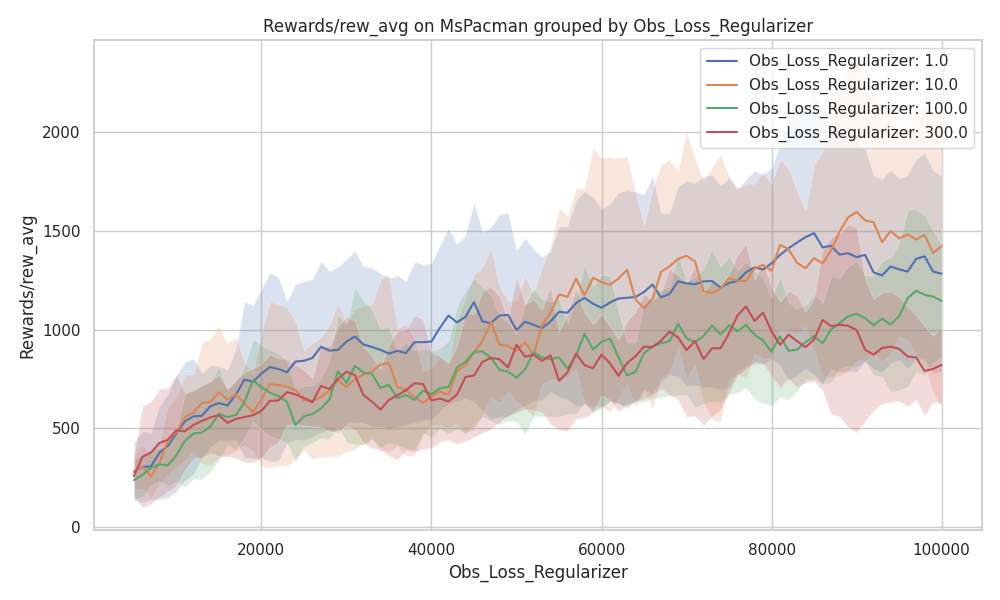 Rewards/rew_avg on MsPacman grouped by Obs_Loss_Regularizer
Obs_Loss_Regularizer: 1.0
Obs_Loss_Regularizer: 10.0
Obs_Loss_Regularizer: 100.0
Obs_Loss_Regularizer: 300.0
Rewards/rew_avg
2000
1500
1000
500
0
20000 40000 60000 80000 100000
Obs_Loss_Regularizer